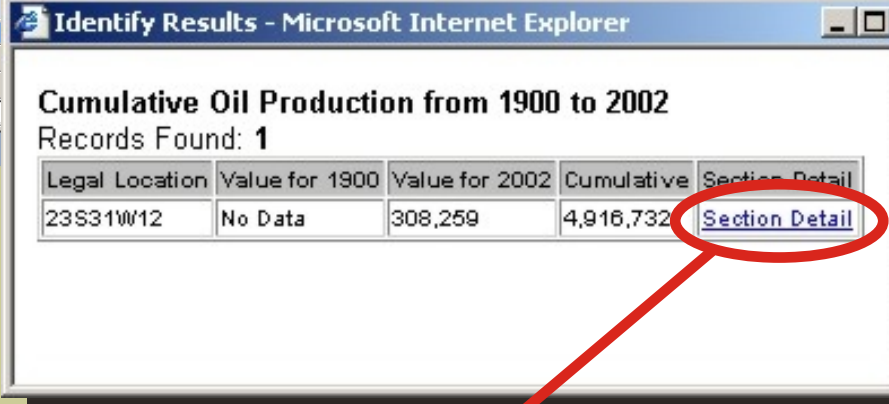 Identify Results - Microsoft Internet Explorer
Cumulative Oil Production from 1900 to 2002
Records Found: 1
Legal Location Value for 1900 Value for 2002 Cumulative Section Detail
23S31W12 No Data 308,259 4,916,732 Section Detail